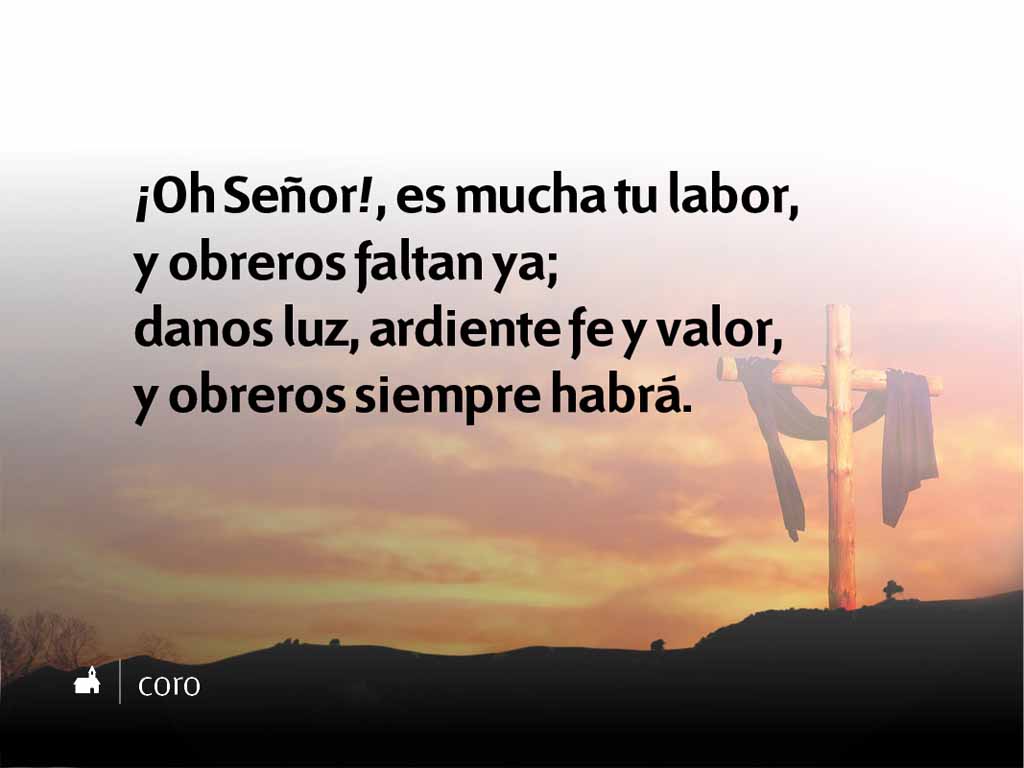 ¡Oh Señor!, es mucha tu labor,
y obreros faltan ya;
danos luz, ardiente fe y valor,
y obreros siempre habrá.
coro